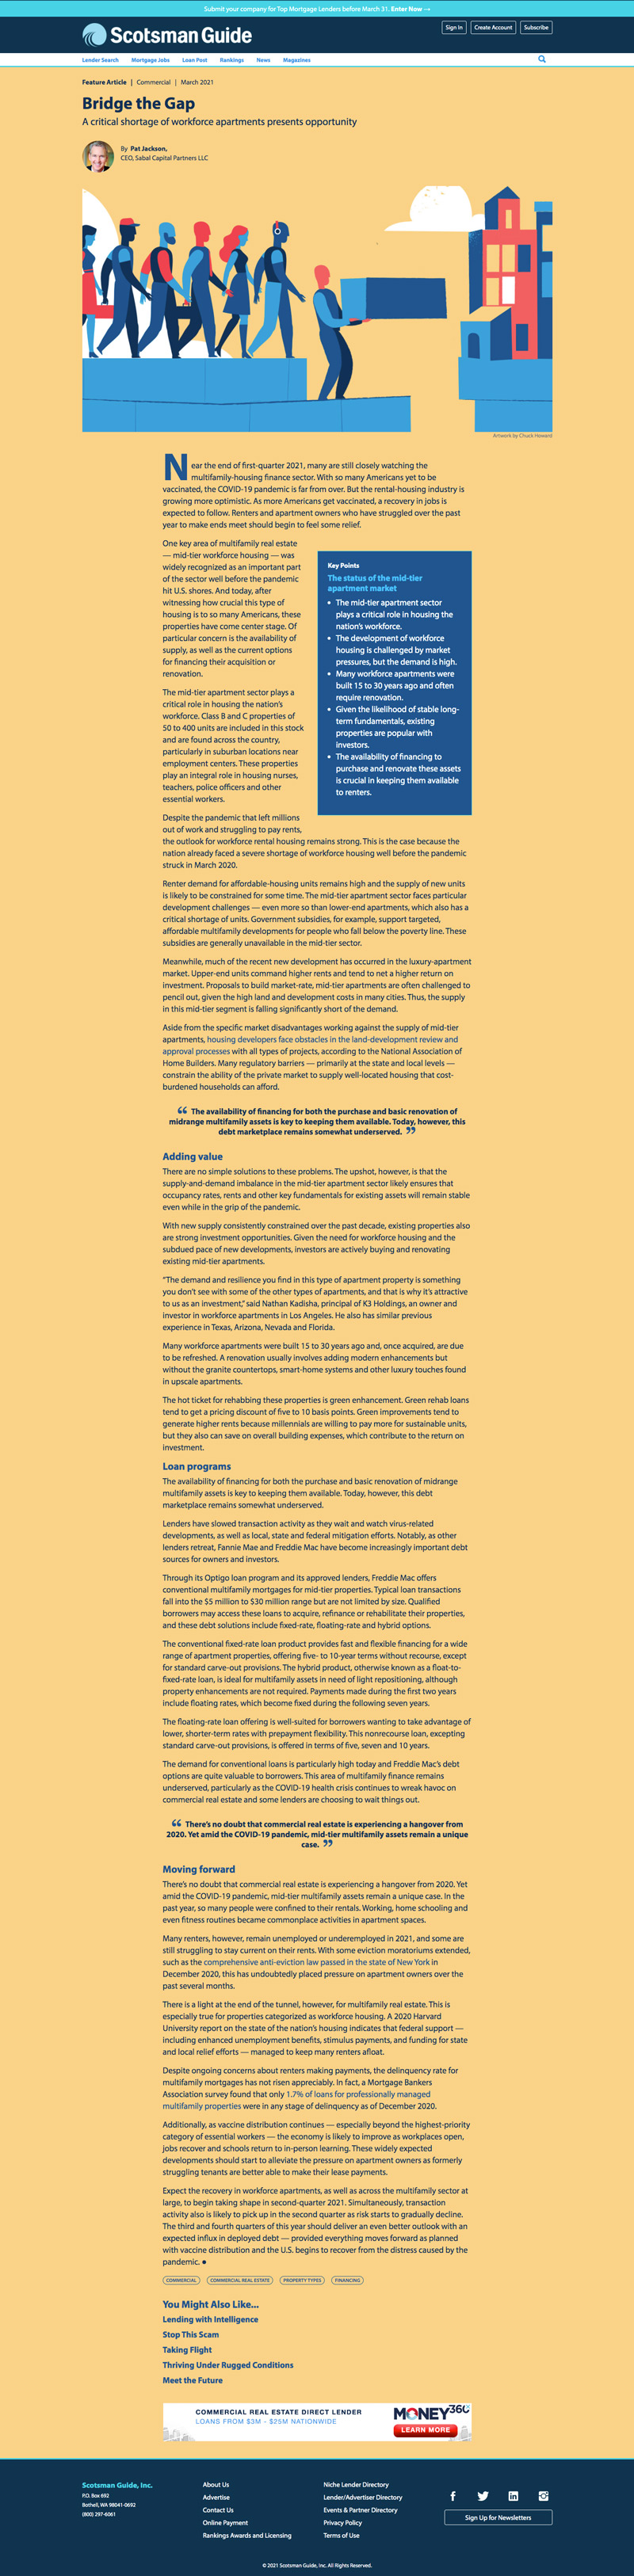 Submit your company for Top Mortgage Lenders before March 31. Enter Now →
Scotsman Guide
Sign In
Create Account
Subscribe
Lender Search
Mortgage Jobs
Loan Post
Rankings
News
Magazines
Feature Article | Commercial | March 2021
Bridge the Gap
A critical shortage of workforce apartments presents opportunity
By Pat Jackson,
CEO, Sabal Capital Partners LLC
Artwork by Chuck Howard
Near the end of first-quarter 2021, many are still closely watching the
multifamily-housing finance sector. With so many Americans yet to be
vaccinated, the COVID-19 pandemic is far from over. But the rental-housing industry is
growing more optimistic. As more Americans get vaccinated, a recovery in jobs is
expected to follow. Renters and apartment owners who have struggled over the past
year to make ends meet should begin to feel some relief.
One key area of multifamily real estate
— mid-tier workforce housing — was
widely recognized as an important part
of the sector well before the pandemic
hit U.S. shores. And today, after
witnessing how crucial this type of
housing is to so many Americans, these
properties have come center stage. Of
particular concern is the availability of
supply, as well as the current options
for financing their acquisition or
renovation.
The mid-tier apartment sector plays a
critical role in housing the nation's
workforce. Class B and C properties of
50 to 400 units are included in this stock
and are found across the country,
particularly in suburban locations near
employment centers. These properties
play an integral role in housing nurses,
teachers, police officers and other
essential workers.
Key Points
The status of the mid-tier
apartment market
• The mid-tier apartment sector
plays a critical role in housing the
nation's workforce.
• The development of workforce
housing is challenged by market
pressures, but the demand is high.
• Many workforce apartments were
built 15 to 30 years ago and often
require renovation.
• Given the likelihood of stable long-
term fundamentals, existing
properties are popular with
investors.
• The availability of financing to
purchase and renovate these assets
is crucial in keeping them available
to renters.
Despite the pandemic that left millions
out of work and struggling to pay rents,
the outlook for workforce rental housing remains strong. This is the case because the
nation already faced a severe shortage of workforce housing well before the pandemic
struck in March 2020.
Renter demand for affordable-housing units remains high and the supply of new units
is likely to be constrained for some time. The mid-tier apartment sector faces particular
development challenges — even more so than lower-end apartments, which also has a
critical shortage of units. Government subsidies, for example, support targeted,
affordable multifamily developments for people who fall below the poverty line. These
subsidies are generally unavailable in the mid-tier sector.
Meanwhile, much of the recent new development has occurred in the luxury-apartment
market. Upper-end units command higher rents and tend to net a higher return on
investment. Proposals to build market-rate, mid-tier apartments are often challenged to
pencil out, given the high land and development costs in many cities. Thus, the supply
in this mid-tier segment is falling significantly short of the demand.
Aside from the specific market disadvantages working against the supply of mid-tier
apartments, housing developers face obstacles in the land-development review and
approval processes with all types of projects, according to the National Association of
Home Builders. Many regulatory barriers — primarily at the state and local levels —
constrain the ability of the private market to supply well-located housing that cost-
burdened households can afford.
“ The availability of financing for both the purchase and basic renovation of
midrange multifamily assets is key to keeping them available. Today, however, this
debt marketplace remains somewhat underserved. ”
Adding value
There are no simple solutions to these problems. The upshot, however, is that the
supply-and-demand imbalance in the mid-tier apartment sector likely ensures that
occupancy rates, rents and other key fundamentals for existing assets will remain stable
even while in the grip of the pandemic.
With new supply consistently constrained over the past decade, existing properties also
are strong investment opportunities. Given the need for workforce housing and the
subdued pace of new developments, investors are actively buying and renovating
existing mid-tier apartments.
“The demand and resilience you find in this type of apartment property is something
you don't see with some of the other types of apartments, and that is why it's attractive
to us as an investment,” said Nathan Kadisha, principal of K3 Holdings, an owner and
investor in workforce apartments in Los Angeles. He also has similar previous
experience in Texas, Arizona, Nevada and Florida.
Many workforce apartments were built 15 to 30 years ago and, once acquired, are due
to be refreshed. A renovation usually involves adding modern enhancements but
without the granite countertops, smart-home systems and other luxury touches found
in upscale apartments.
The hot ticket for rehabbing these properties is green enhancement. Green rehab loans
tend to get a pricing discount of five to 10 basis points. Green improvements tend to
generate higher rents because millennials are willing to pay more for sustainable units,
but they also can save on overall building expenses, which contribute to the return on
investment.
Loan programs
The availability of financing for both the purchase and basic renovation of midrange
multifamily assets is key to keeping them available. Today, however, this debt
marketplace remains somewhat underserved.
Lenders have slowed transaction activity as they wait and watch virus-related
developments, as well as local, state and federal mitigation efforts. Notably, as other
lenders retreat, Fannie Mae and Freddie Mac have become increasingly important debt
sources for owners and investors.
Through its Optigo loan program and its approved lenders, Freddie Mac offers
conventional multifamily mortgages for mid-tier properties. Typical loan transactions
fall into the $5 million to $30 million range but are not limited by size. Qualified
borrowers may access these loans to acquire, refinance or rehabilitate their properties,
and these debt solutions include fixed-rate, floating-rate and hybrid options.
The conventional fixed-rate loan product provides fast and flexible financing for a wide
range of apartment properties, offering five- to 10-year terms without recourse, except
for standard carve-out provisions. The hybrid product, otherwise known as a float-to-
fixed-rate loan, is ideal for multifamily assets in need of light repositioning, although
property enhancements are not required. Payments made during the first two years
include floating rates, which become fixed during the following seven years.
The floating-rate loan offering is well-suited for borrowers wanting to take advantage of
lower, shorter-term rates with prepayment flexibility. This nonrecourse loan, excepting
standard carve-out provisions, is offered in terms of five, seven and 10 years.
The demand for conventional loans is particularly high today and Freddie Mac's debt
options are quite valuable to borrowers. This area of multifamily finance remains
underserved, particularly as the COVID-19 health crisis continues to wreak havoc on
commercial real estate and some lenders are choosing to wait things out.
“ There's no doubt that commercial real estate is experiencing a hangover from
2020. Yet amid the COVID-19 pandemic, mid-tier multifamily assets remain a unique
case. ”
Moving forward
There's no doubt that commercial real estate is experiencing a hangover from 2020. Yet
amid the COVID-19 pandemic, mid-tier multifamily assets remain a unique case. In the
past year, so many people were confined to their rentals. Working, home schooling and
even fitness routines became commonplace activities in apartment spaces.
Many renters, however, remain unemployed or underemployed in 2021, and some are
still struggling to stay current on their rents. With some eviction moratoriums extended,
such as the comprehensive anti-eviction law passed in the state of New York in
December 2020, this has undoubtedly placed pressure on apartment owners over the
past several months.
There is a light at the end of the tunnel, however, for multifamily real estate. This is
especially true for properties categorized as workforce housing. A 2020 Harvard
University report on the state of the nation's housing indicates that federal support —
including enhanced unemployment benefits, stimulus payments, and funding for state
and local relief efforts — managed to keep many renters afloat.
Despite ongoing concerns about renters making payments, the delinquency rate for
multifamily mortgages has not risen appreciably. In fact, a Mortgage Bankers
Association survey found that only 1.7% of loans for professionally managed
multifamily properties were in any stage of delinquency as of December 2020.
Additionally, as vaccine distribution continues — especially beyond the highest-priority
category of essential workers — the economy is likely to improve as workplaces open,
jobs recover and schools return to in-person learning. These widely expected
developments should start to alleviate the pressure on apartment owners as formerly
struggling tenants are better able to make their lease payments.
Expect the recovery in workforce apartments, as well as across the multifamily sector at
large, to begin taking shape in second-quarter 2021. Simultaneously, transaction
activity also is likely to pick up in the second quarter as risk starts to gradually decline.
The third and fourth quarters of this year should deliver an even better outlook with an
expected influx in deployed debt — provided everything moves forward as planned
with vaccine distribution and the U.S. begins to recover from the distress caused by the
pandemic. ●
COMMERCIAL
COMMERCIAL REAL ESTATE
PROPERTY TYPES
FINANCING
You Might Also Like...
Lending with Intelligence
Stop This Scam
Taking Flight
Thriving Under Rugged Conditions
Meet the Future
COMMERCIAL REAL ESTATE DIRECT LENDER
LOANS FROM $3M - $25M NATIONWIDE
MONEY360
LEARN MORE
Scotsman Guide, Inc.
P.O. Box 692
Bothell, WA 98041-0692
(800) 297-6061
About Us
Advertise
Contact Us
Online Payment
Rankings Awards and Licensing
Niche Lender Directory
Lender/Advertiser Directory
Events & Partner Directory
Privacy Policy
Terms of Use
Sign Up for Newsletters
© 2021 Scotsman Guide, Inc. All Rights Reserved.